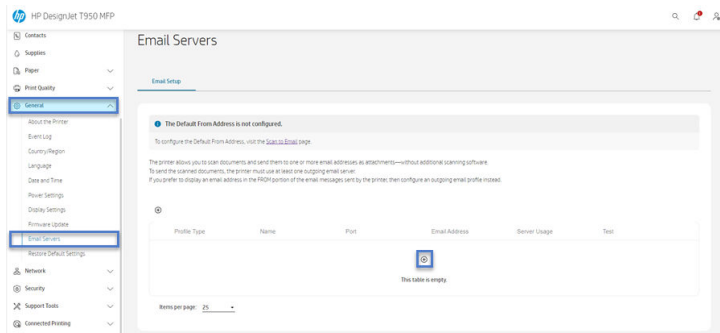 hp HP DesignJet T950 MFP
Email Servers
Contacts
Supplies
Paper
Print Quality
General
About the Printer
Event Log
Country/Region
Language
Date and Time
Power Settings
Display Settings
Firmware Update
Email Servers
Restore Default Settings
Network
Security
Support Tools
Connected Printing
Email Setup
The Default From Address is not configured.
To configure the Default From Address, visit the Scan to Email page.
The printer allows you to scan documents and send them to one or more email addresses as attachments—without additional scanning software.
To send the scanned documents, the printer must use at least one outgoing email server.
If you prefer to display an email address in the FROM portion of the email messages sent by the printer, then configure an outgoing email profile instead.
Profile Type Name Port Email Address Server Usage Test
This table is empty.
Items per page: 25